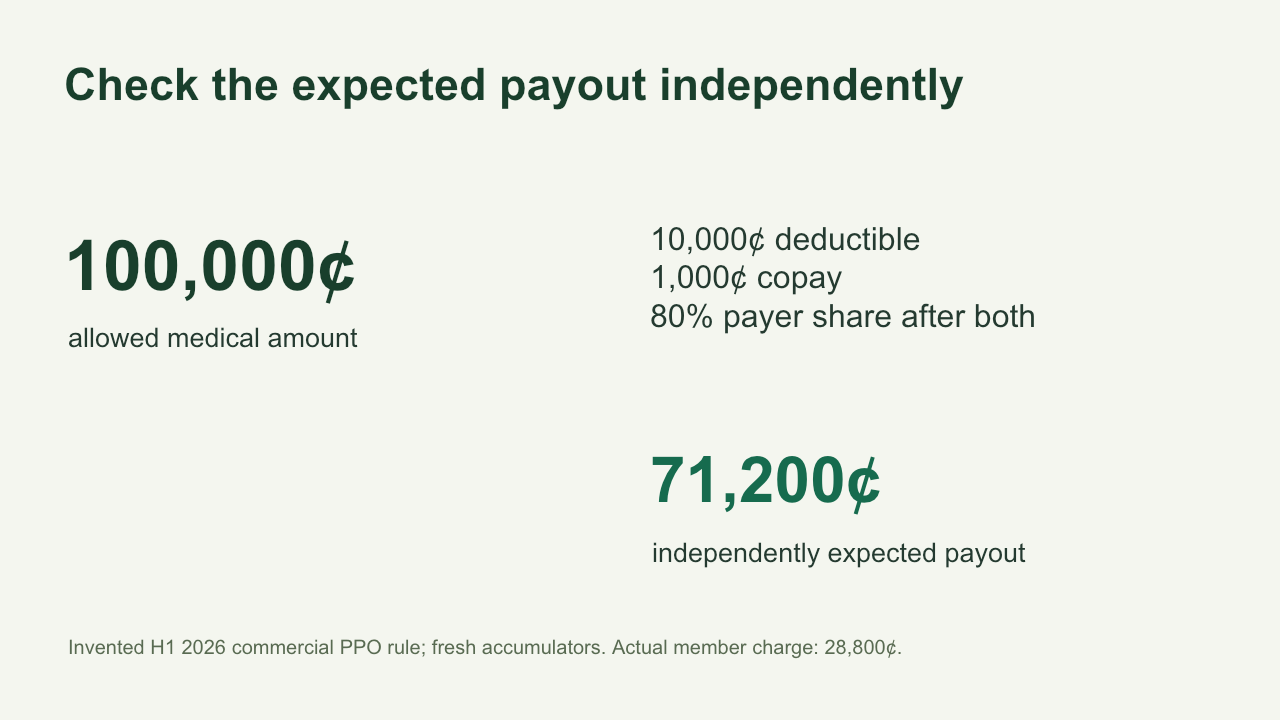 Check the expected payout independently
100,000¢
allowed medical amount
10,000¢ deductible
1,000¢ copay
80% payer share after both
71,200¢
independently expected payout
Invented H1 2026 commercial PPO rule; fresh accumulators. Actual member charge: 28,800¢.